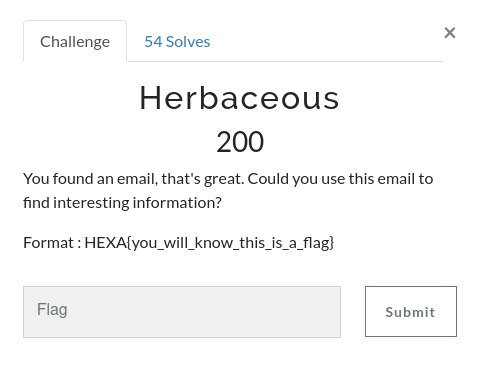 Challenge
54 Solves
×
Herbaceous
200
You found an email, that's great. Could you use this email to
find interesting information?
Format : HEXA{you_will_know_this_is_a_flag}
Flag
Submit